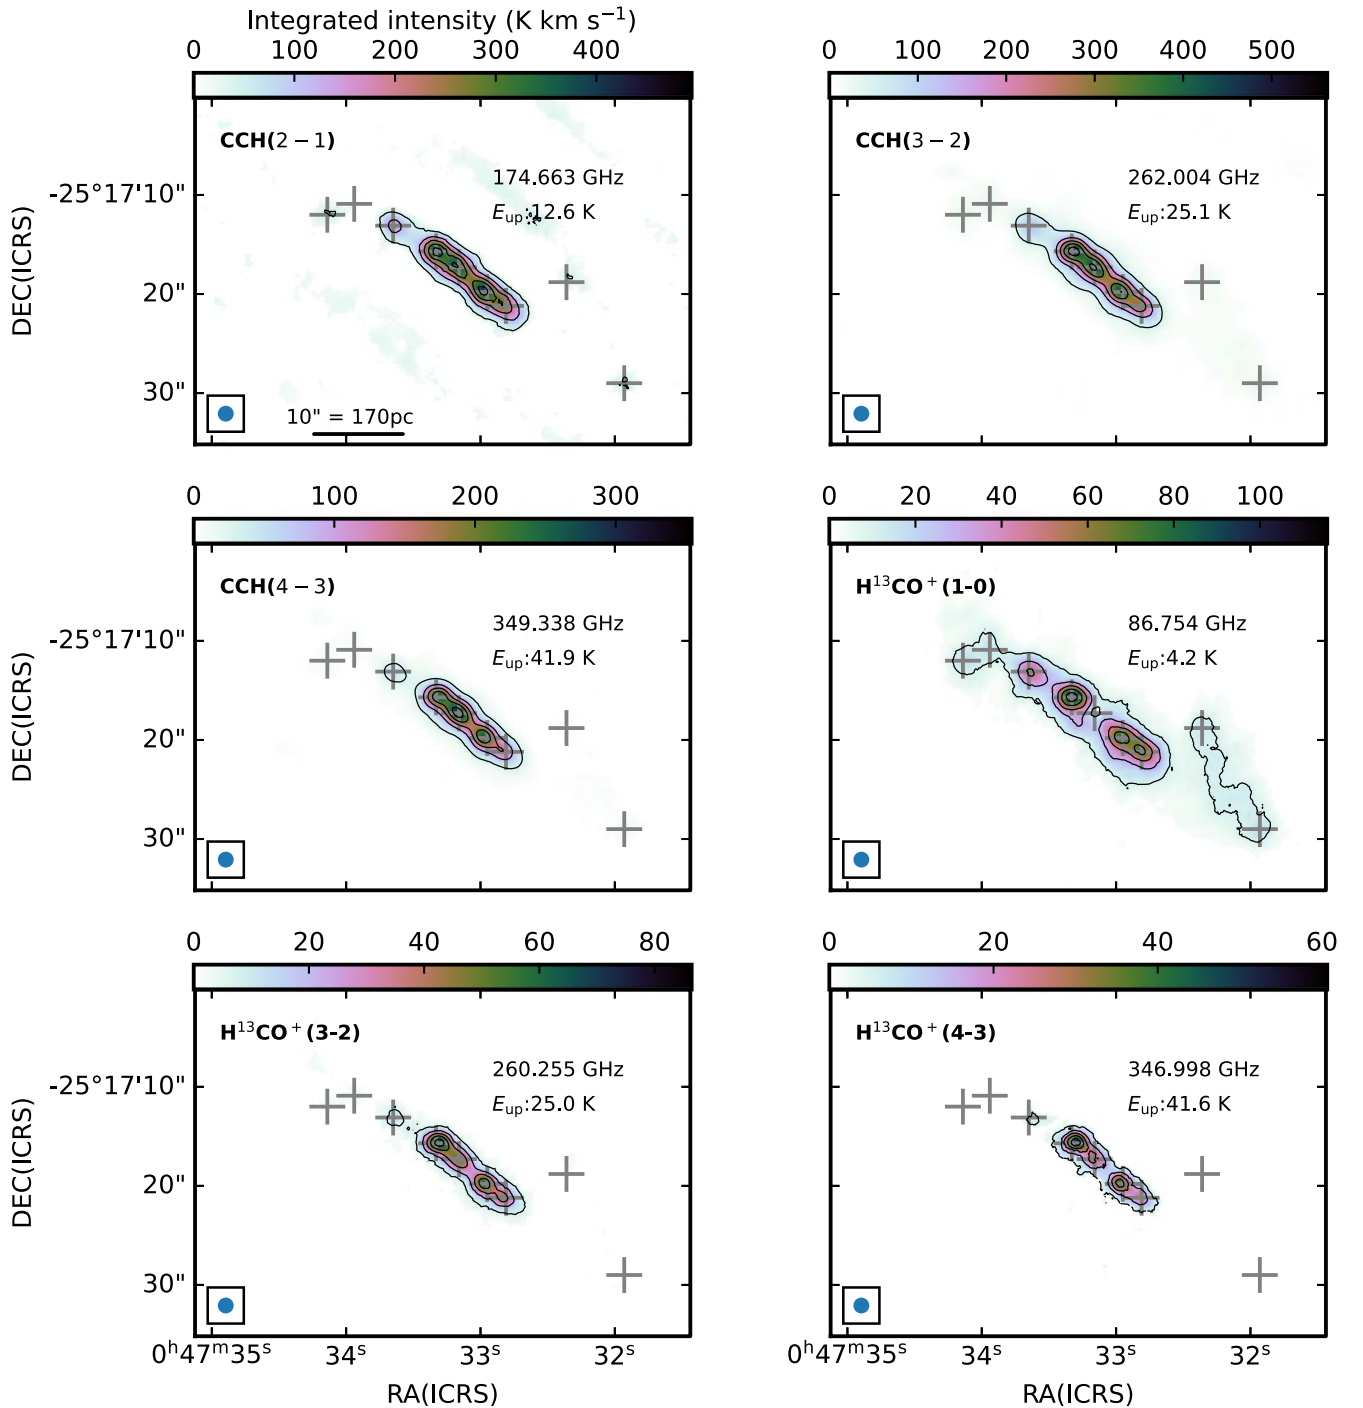 Integrated intensity (K km s⁻¹)
0 100 200 300 400
0 100 200 300 400 500
CCH(2 − 1)
174.663 GHz
E_up:12.6 K
10" = 170pc
CCH(3 − 2)
262.004 GHz
E_up:25.1 K
-25°17'10"
20"
30"
DEC(ICRS)
0 100 200 300
0 20 40 60 80 100
CCH(4 − 3)
349.338 GHz
E_up:41.9 K
H¹³CO⁺(1-0)
86.754 GHz
E_up:4.2 K
-25°17'10"
20"
30"
DEC(ICRS)
0 20 40 60 80
0 20 40 60
H¹³CO⁺(3-2)
260.255 GHz
E_up:25.0 K
H¹³CO⁺(4-3)
346.998 GHz
E_up:41.6 K
-25°17'10"
20"
30"
DEC(ICRS)
0ʰ47ᵐ35ˢ 34ˢ 33ˢ 32ˢ
0ʰ47ᵐ35ˢ 34ˢ 33ˢ 32ˢ
RA(ICRS)
RA(ICRS)